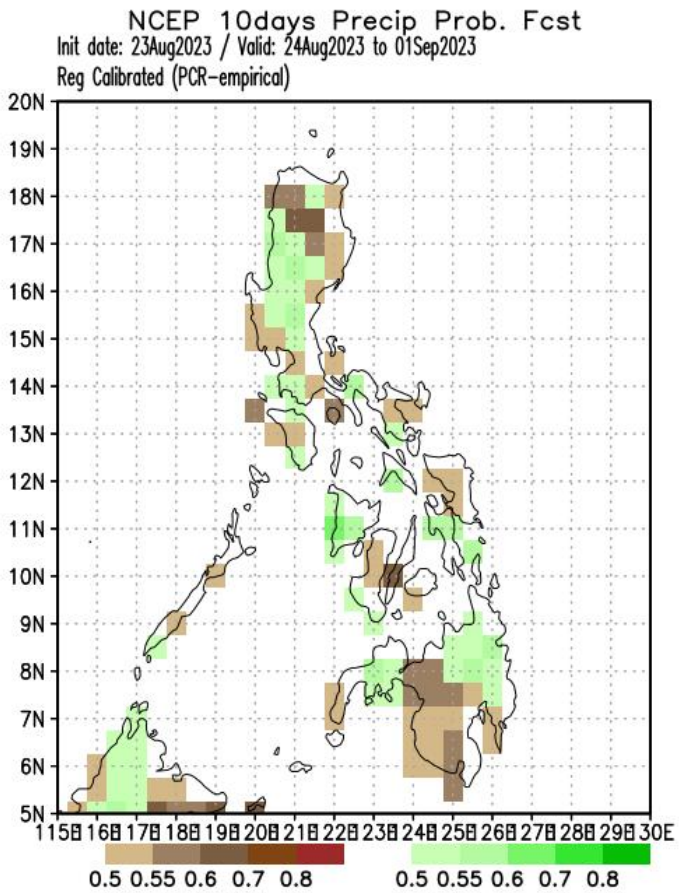 NCEP 10days Precip Prob. Fcst
Init date: 23Aug2023 / Valid: 24Aug2023 to 01Sep2023
Reg Calibrated (PCR-empirical)
20N
19N
18N
17N
16N
15N
14N
13N
12N
11N
10N
9N
8N
7N
6N
5N
115E 116E 117E 118E 119E 120E 121E 122E 123E 124E 125E 126E 127E 128E 129E 130E
0.5 0.55 0.6 0.7 0.8 0.5 0.55 0.6 0.7 0.8